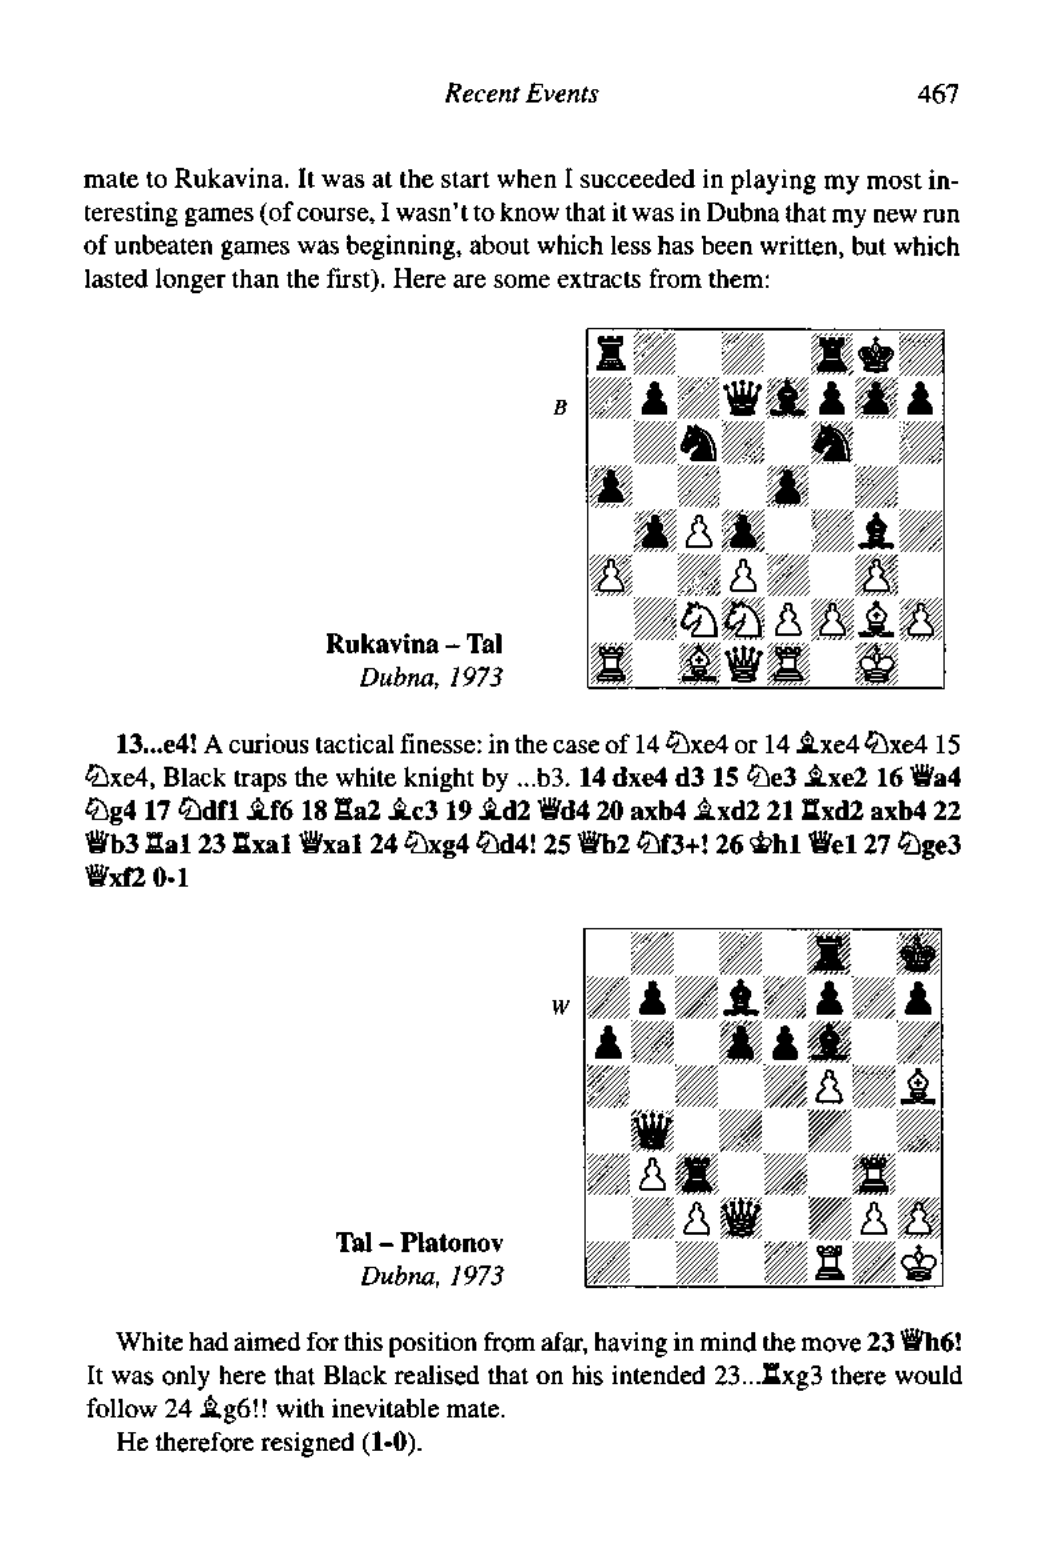 Recent Events 467
mate to Rukavina. It was at the start when I succeeded in playing my most in-
teresting games (of course, I wasn't to know that it was in Dubna that my new run
of unbeaten games was beginning, about which less has been written, but which
lasted longer than the first). Here are some extracts from them:
B
Rukavina – Tal
Dubna, 1973
13...e4! A curious tactical finesse: in the case of 14 ♘xe4 or 14 ♗xe4 ♘xe4 15
♘xe4, Black traps the white knight by ...b3. 14 dxe4 d3 15 ♘e3 ♗xe2 16 ♕a4
♘g4 17 ♘df1 ♗f6 18 ♖a2 ♗c3 19 ♗d2 ♕d4 20 axb4 ♗xd2 21 ♖xd2 axb4 22
♕b3 ♖a1 23 ♖xa1 ♕xa1 24 ♘xg4 ♘d4! 25 ♕b2 ♘f3+! 26 ♔h1 ♕e1 27 ♘ge3
♕xf2 0-1
W
Tal – Platonov
Dubna, 1973
White had aimed for this position from afar, having in mind the move 23 ♕h6!
It was only here that Black realised that on his intended 23...♖xg3 there would
follow 24 ♗g6!! with inevitable mate.
He therefore resigned (1-0).